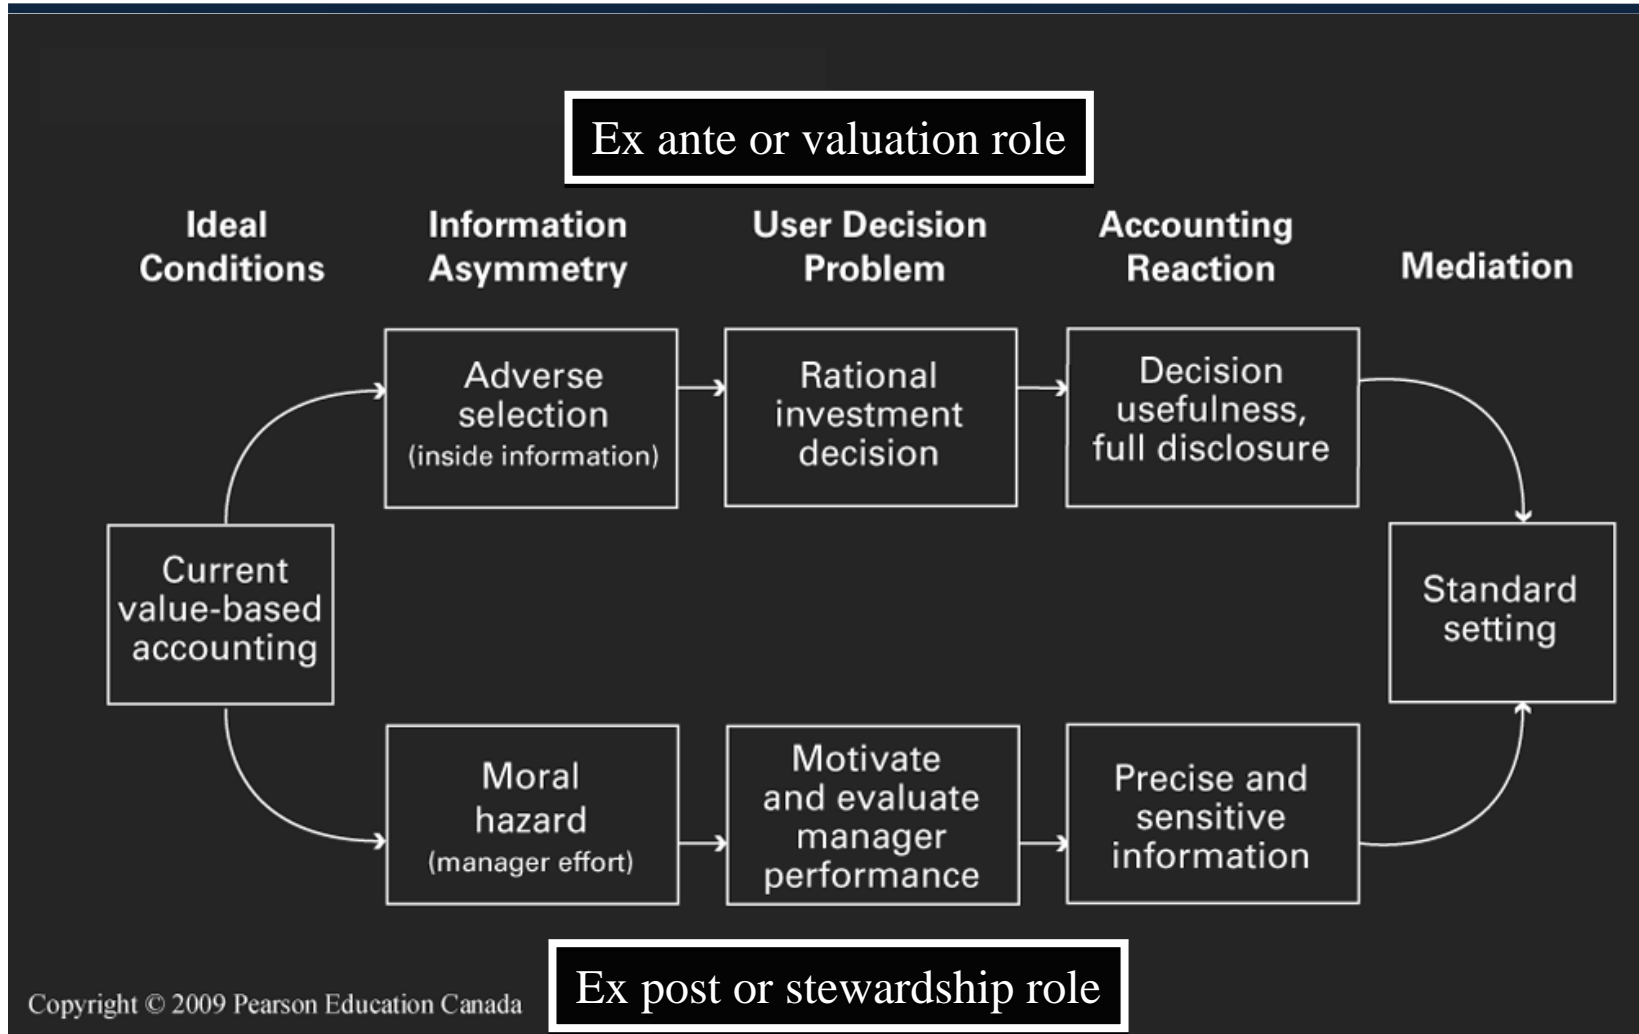 Ex ante or valuation role
Ideal
Conditions
Information
Asymmetry
User Decision
Problem
Accounting
Reaction
Mediation
Adverse
selection
(inside information)
Rational
investment
decision
Decision
usefulness,
full disclosure
Current
value-based
accounting
Standard
setting
Moral
hazard
(manager effort)
Motivate
and evaluate
manager
performance
Precise and
sensitive
information
Ex post or stewardship role
Copyright © 2009 Pearson Education Canada